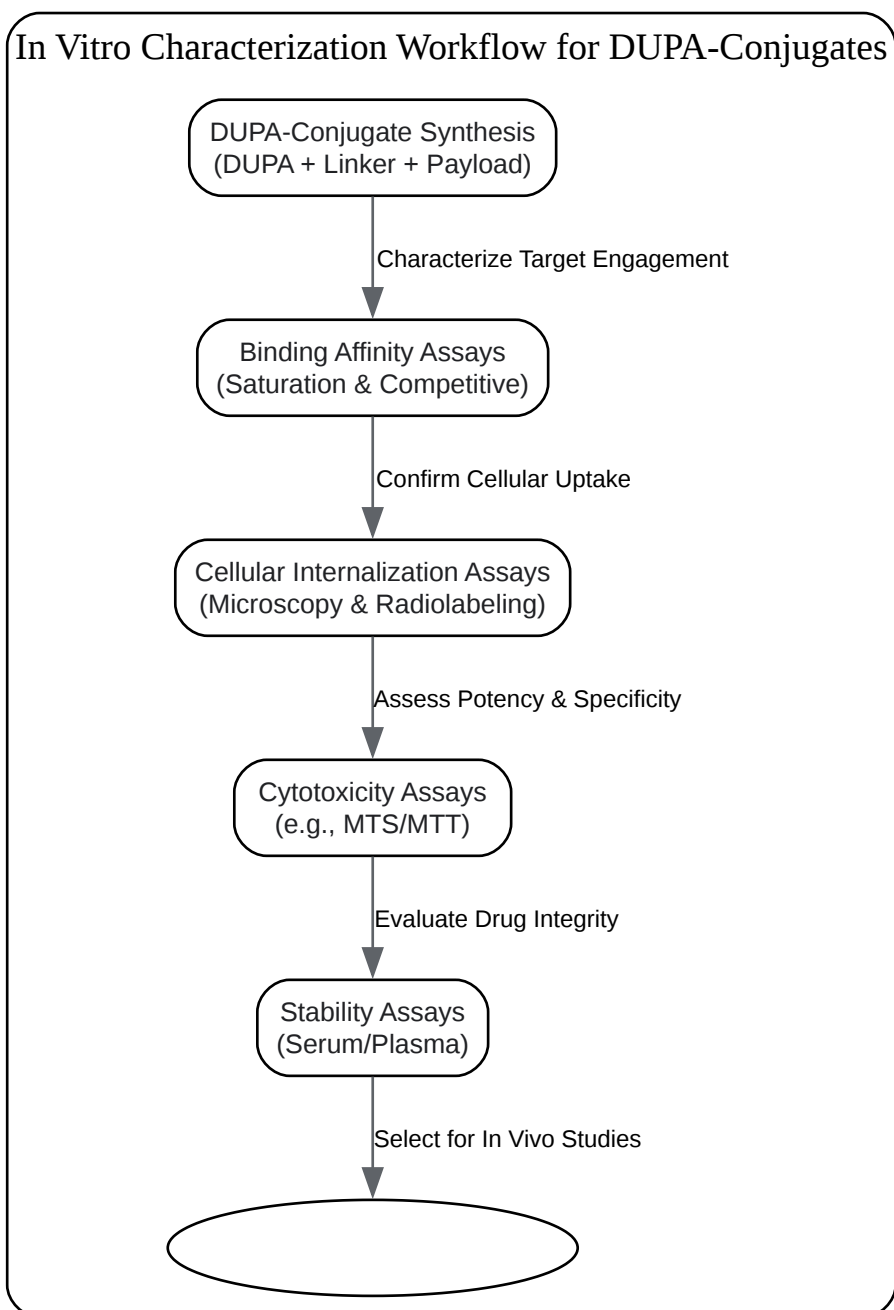 In Vitro Characterization Workflow for DUPA-Conjugates
DUPA-Conjugate Synthesis
(DUPA + Linker + Payload)
Characterize Target Engagement
Binding Affinity Assays
(Saturation & Competitive)
Confirm Cellular Uptake
Cellular Internalization Assays
(Microscopy & Radiolabeling)
Assess Potency & Specificity
Cytotoxicity Assays
(e.g., MTS/MTT)
Evaluate Drug Integrity
Stability Assays
(Serum/Plasma)
Select for In Vivo Studies